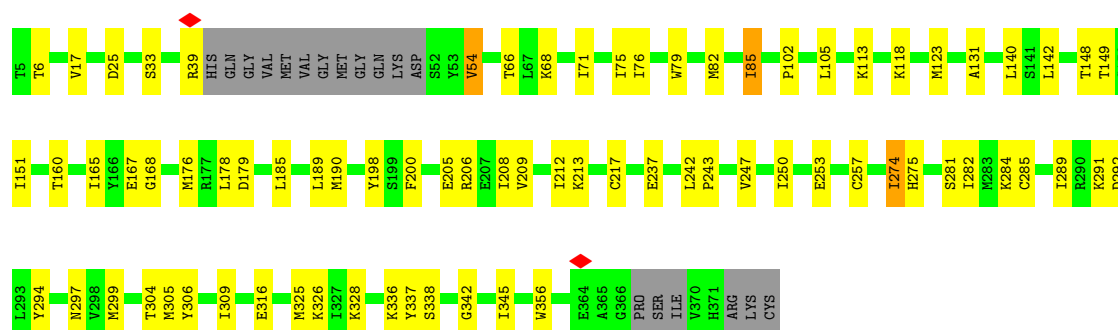 T5 T6 V17 D25 S33 R39 HIS GLN GLY VAL MET VAL GLY MET GLY GLN LYS ASP S52 Y53 V54 T66 L67 K68 I71 I75 I76 W79 M82 I85 P102 L105 K113 K118 M123 A131 L140 S141 L142 T148 T149
I151 T160 I165 Y166 E167 G168 M176 R177 L178 D179 L185 L189 M190 Y198 S199 F200 E205 R206 E207 I208 V209 I212 K213 C217 E237 L242 P243 V247 I250 E253 C257 I274 H275 S281 I282 M283 K284 C285 I289 R290 K291 D292
L293 Y294 N297 V298 M299 T304 M305 Y306 I309 E316 M325 K326 I327 K328 K336 Y337 S338 G342 I345 W356 E364 A365 G366 PRO SER ILE V370 H371 ARG LYS CYS